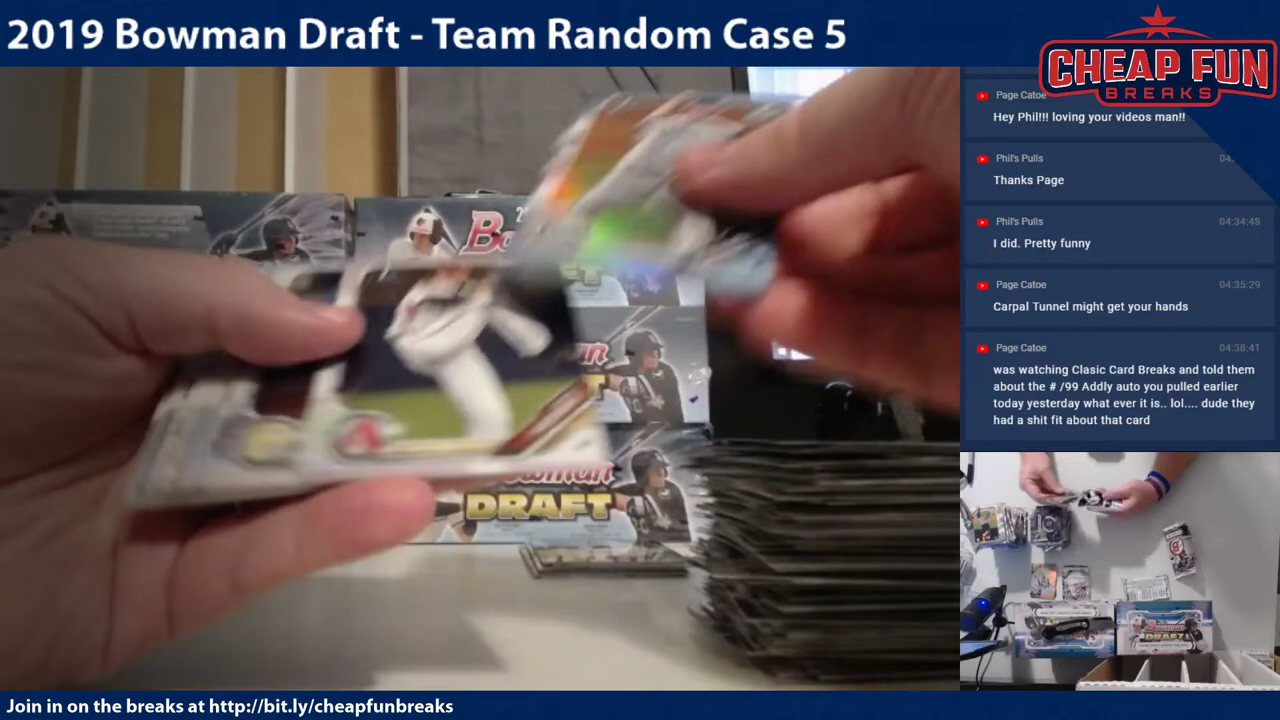 2019 Bowman Draft - Team Random Case 5
CHEAP FUN
BREAKS
Page Catoe
Hey Phil!!! loving your videos man!!
Phil's Pulls
Thanks Page
Phil's Pulls 04:34:48
I did. Pretty funny
Page Catoe 04:35:29
Carpal Tunnel might get your hands
Page Catoe 04:38:41
was watching Clasic Card Breaks and told them
about the # /99 Addly auto you pulled earlier
today yesterday what ever it is.. lol.... dude they
had a shit fit about that card
DRAFT
DRAFT
Join in on the breaks at http://bit.ly/cheapfunbreaks